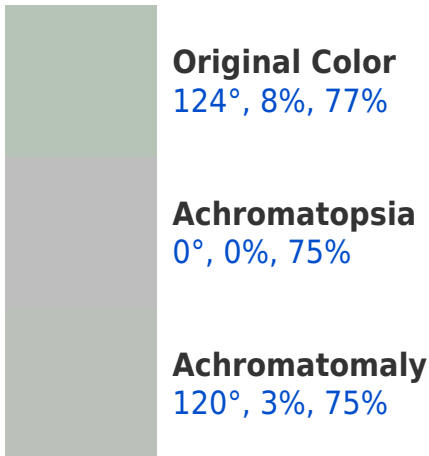 Original Color
124°, 8%, 77%
Achromatopsia
0°, 0%, 75%
Achromatomaly
120°, 3%, 75%